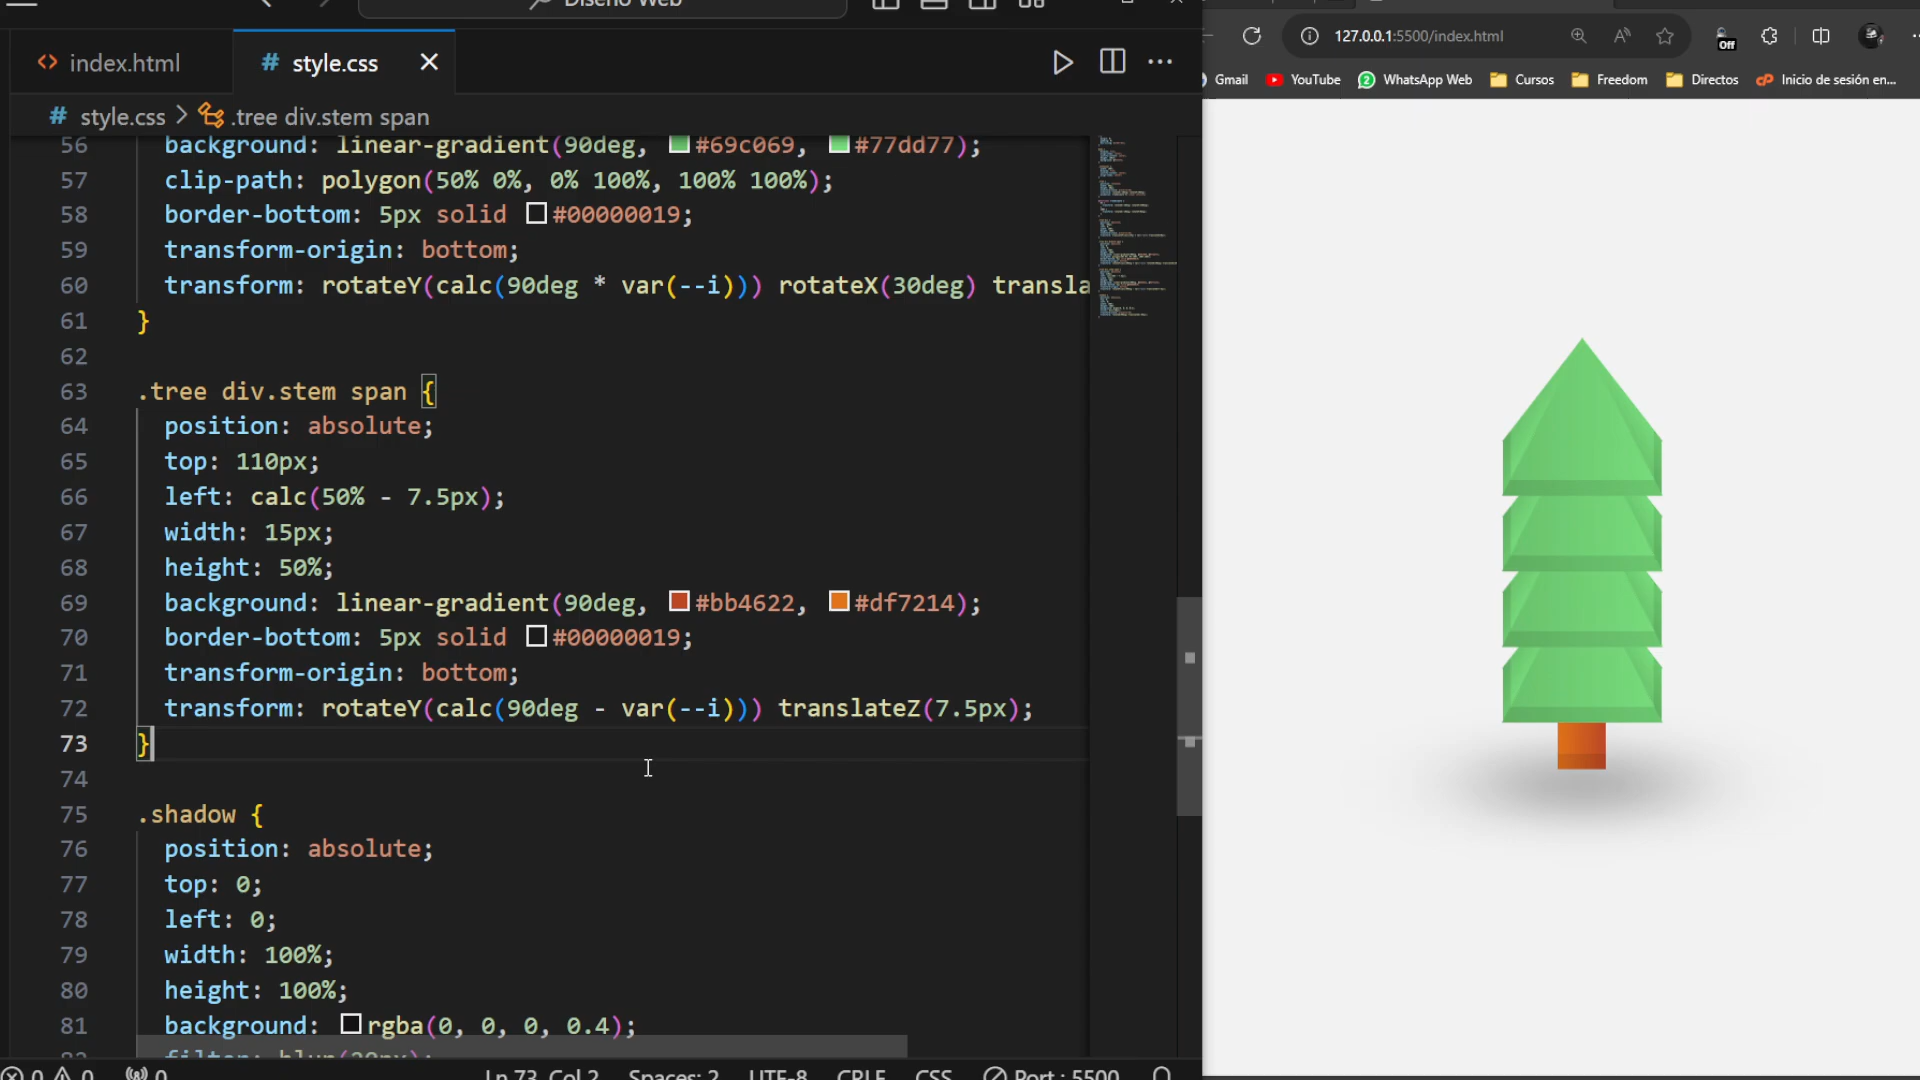 Diseño Web
index.html
# style.css
127.0.0.1:5500/index.html
Off
Gmail YouTube WhatsApp Web Cursos Freedom Directos Inicio de sesión en...
# style.css > .tree div.stem span
56 background: linear-gradient(90deg, #69c069, #77dd77);
57 clip-path: polygon(50% 0%, 0% 100%, 100% 100%);
58 border-bottom: 5px solid #00000019;
59 transform-origin: bottom;
60 transform: rotateY(calc(90deg * var(--i))) rotateX(30deg) transla
61 }
62
63 .tree div.stem span {
64 position: absolute;
65 top: 110px;
66 left: calc(50% - 7.5px);
67 width: 15px;
68 height: 50%;
69 background: linear-gradient(90deg, #bb4622, #df7214);
70 border-bottom: 5px solid #00000019;
71 transform-origin: bottom;
72 transform: rotateY(calc(90deg - var(--i))) translateZ(7.5px);
73 }
74
75 .shadow {
76 position: absolute;
77 top: 0;
78 left: 0;
79 width: 100%;
80 height: 100%;
81 background: rgba(0, 0, 0, 0.4);
0 0 0 Ln 73, Col 2 Spaces: 2 UTF-8 CRLF CSS Port : 5500